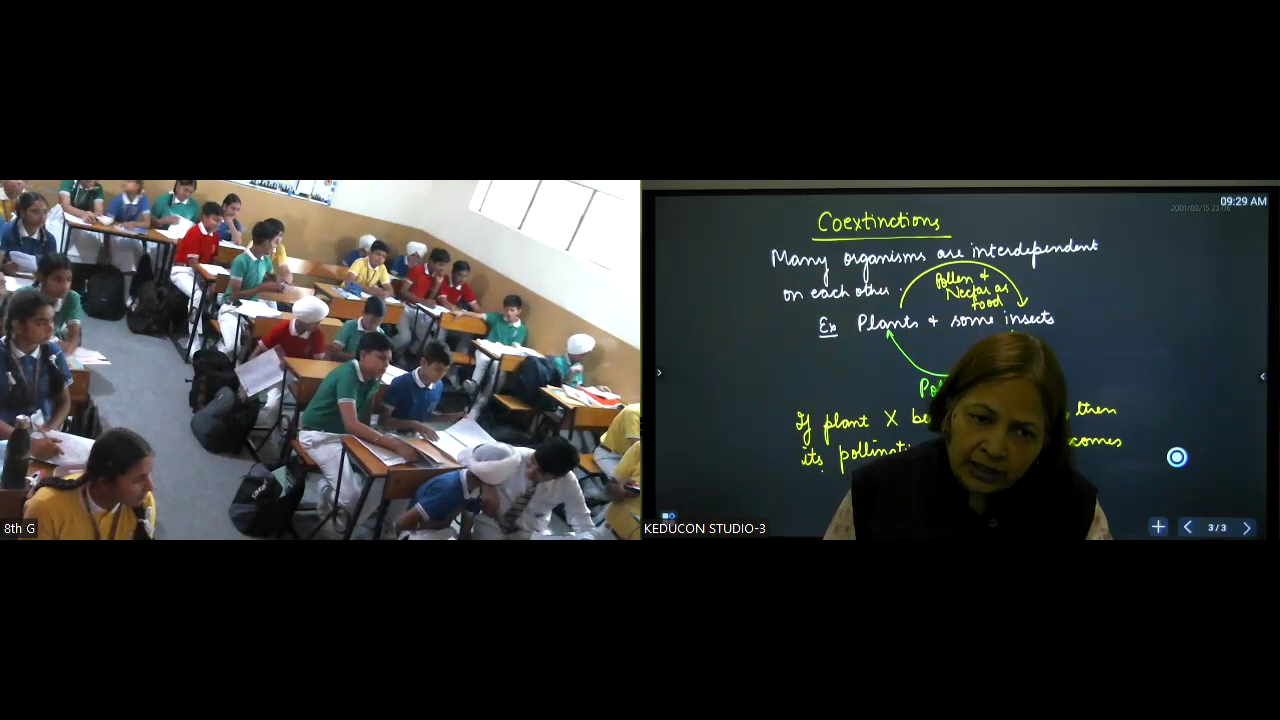 09:29 AM
Coextinctions
Many organisms are interdependent
on each other.
Pollen &
Nectar as
food
Ex Plants & some insects
If plant X be then
its pollinat comes
3/3
8th G
KEDUCON STUDIO-3